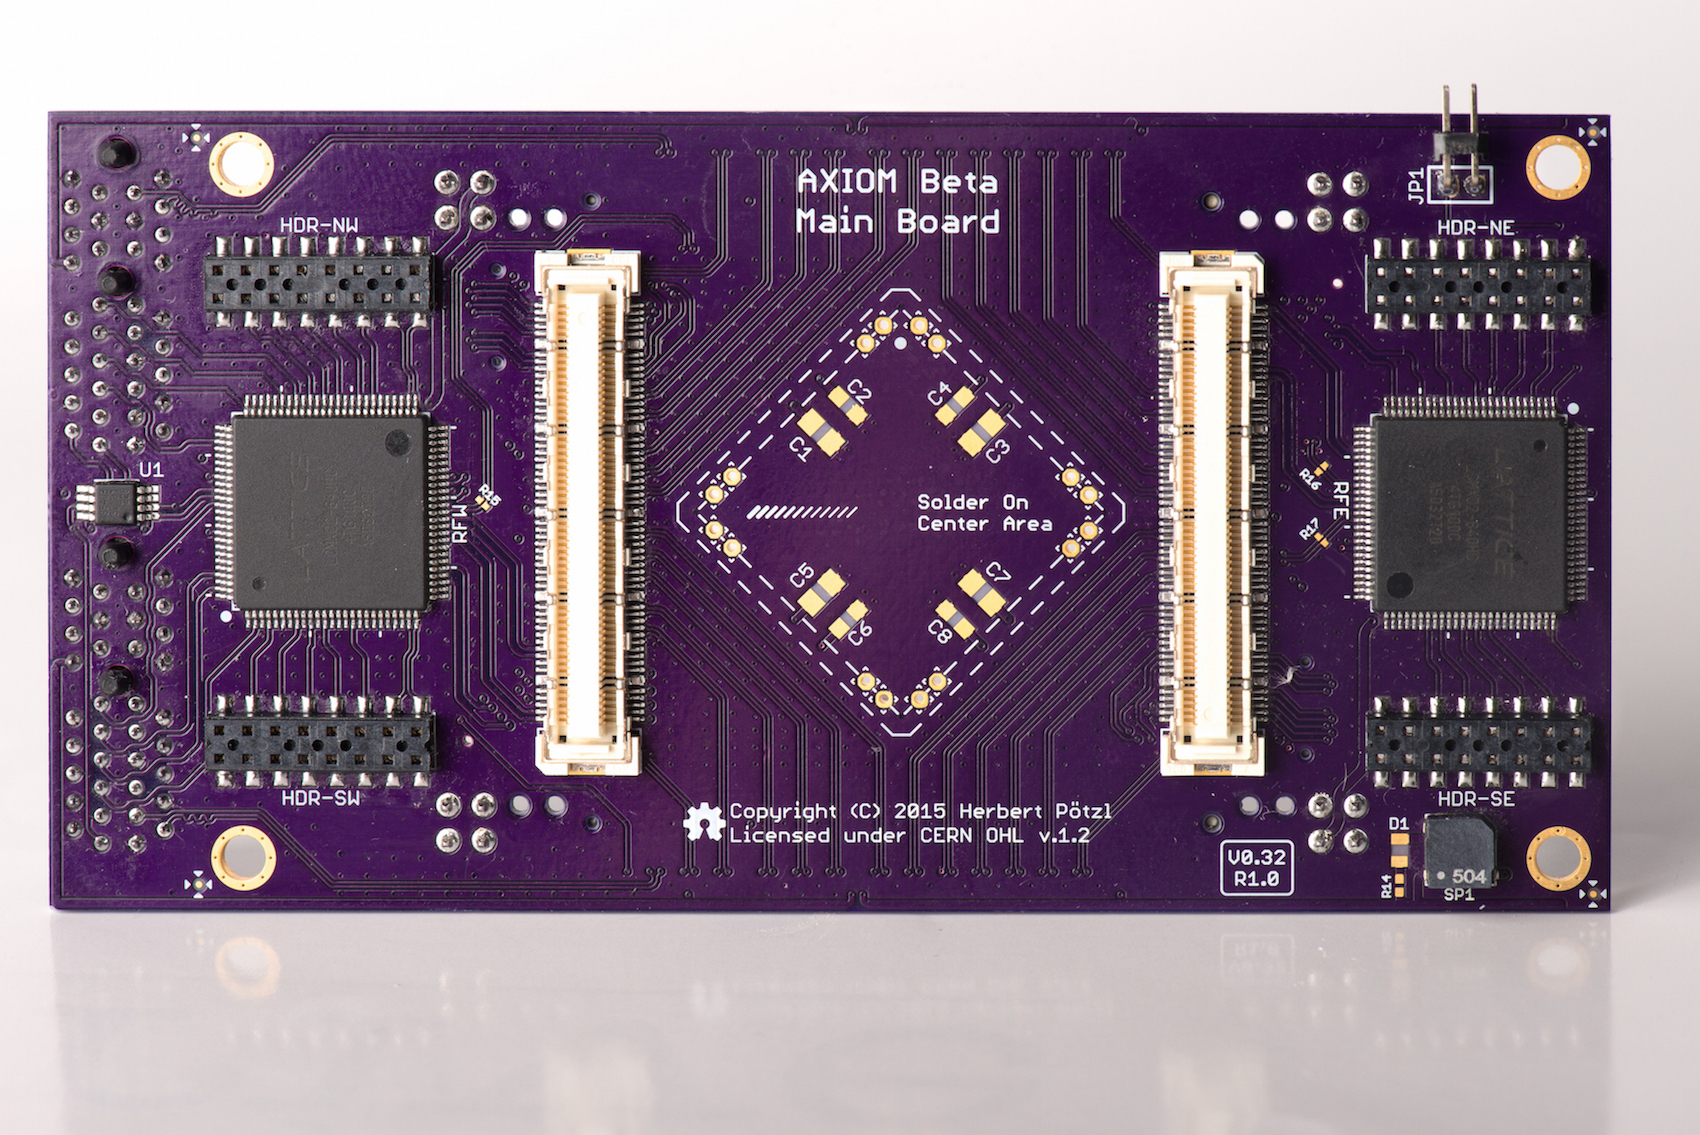 AXIOM Beta
Main Board
JP1
HDR-NW
HDR-NE
C2
C4
C1
C3
U1
R15
RFW
R16
RFE
R17
Solder On
Center Area
LATTICE
C5
C7
C6
C8
HDR-SW
HDR-SE
Copyright (C) 2015 Herbert Pötzl
Licensed under CERN OHL v.1.2
V0.32
R1.0
D1
R14
504
SP1